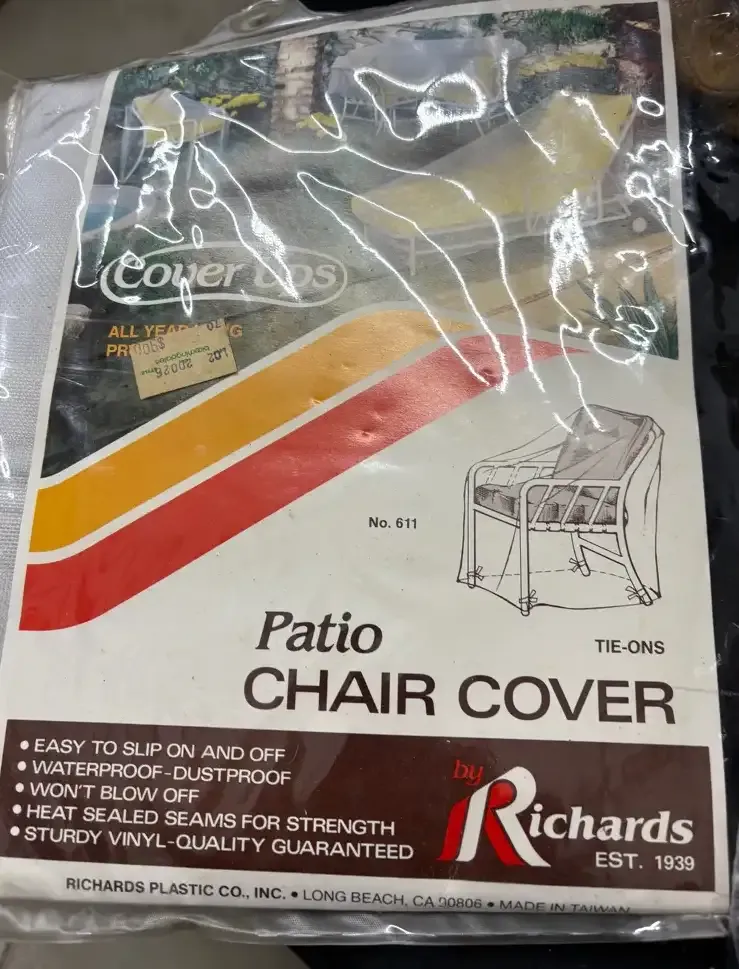 Cover Ups
ALL YEAR
No. 611
Patio
TIE-ONS
CHAIR COVER
• EASY TO SLIP ON AND OFF
• WATERPROOF-DUSTPROOF
• WON'T BLOW OFF
• HEAT SEALED SEAMS FOR STRENGTH
• STURDY VINYL-QUALITY GUARANTEED
by
Richards
EST. 1939
RICHARDS PLASTIC CO., INC. • LONG BEACH, CA 90806 • MADE IN TAIWAN